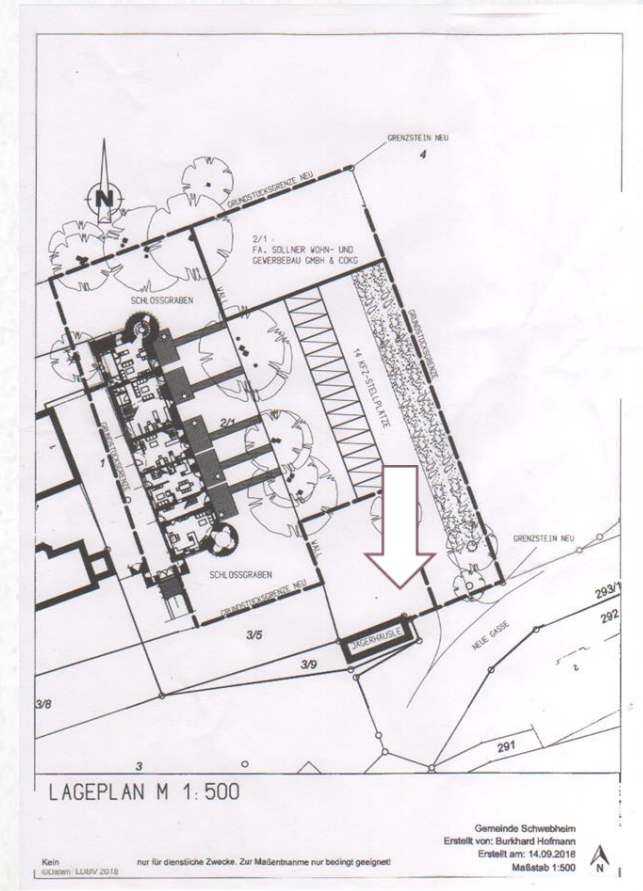 GRENZSTEIN NEU
4
N
GRUNDSTÜCKSGRENZE NEU
2/1
FA. SOLLNER WOHN- UND
GEWERBEBAU GMBH & COKG
SCHLOSSGRABEN
WALL
GRUNDSTÜCKSGRENZE
14 KFZ-STELLPLÄTZE
2/1
GRUNDSTÜCKSGRENZE
1
GRENZSTEIN NEU
WALL
SCHLOSSGRABEN
GRUNDSTÜCKSGRENZE NEU
293/1
292
3/5
JÄGERHÄUSLE
NEUE GASSE
3/9
2
3/8
291
3
LAGEPLAN M 1:500
Gemeinde Schwebheim
Erstellt von: Burkhard Hofmann
Erstellt am: 14.09.2018
Maßstab 1:500
N
Kein nur für dienstliche Zwecke. Zur Maßentnahme nur bedingt geeignet!
©Daten: LDBV 2018